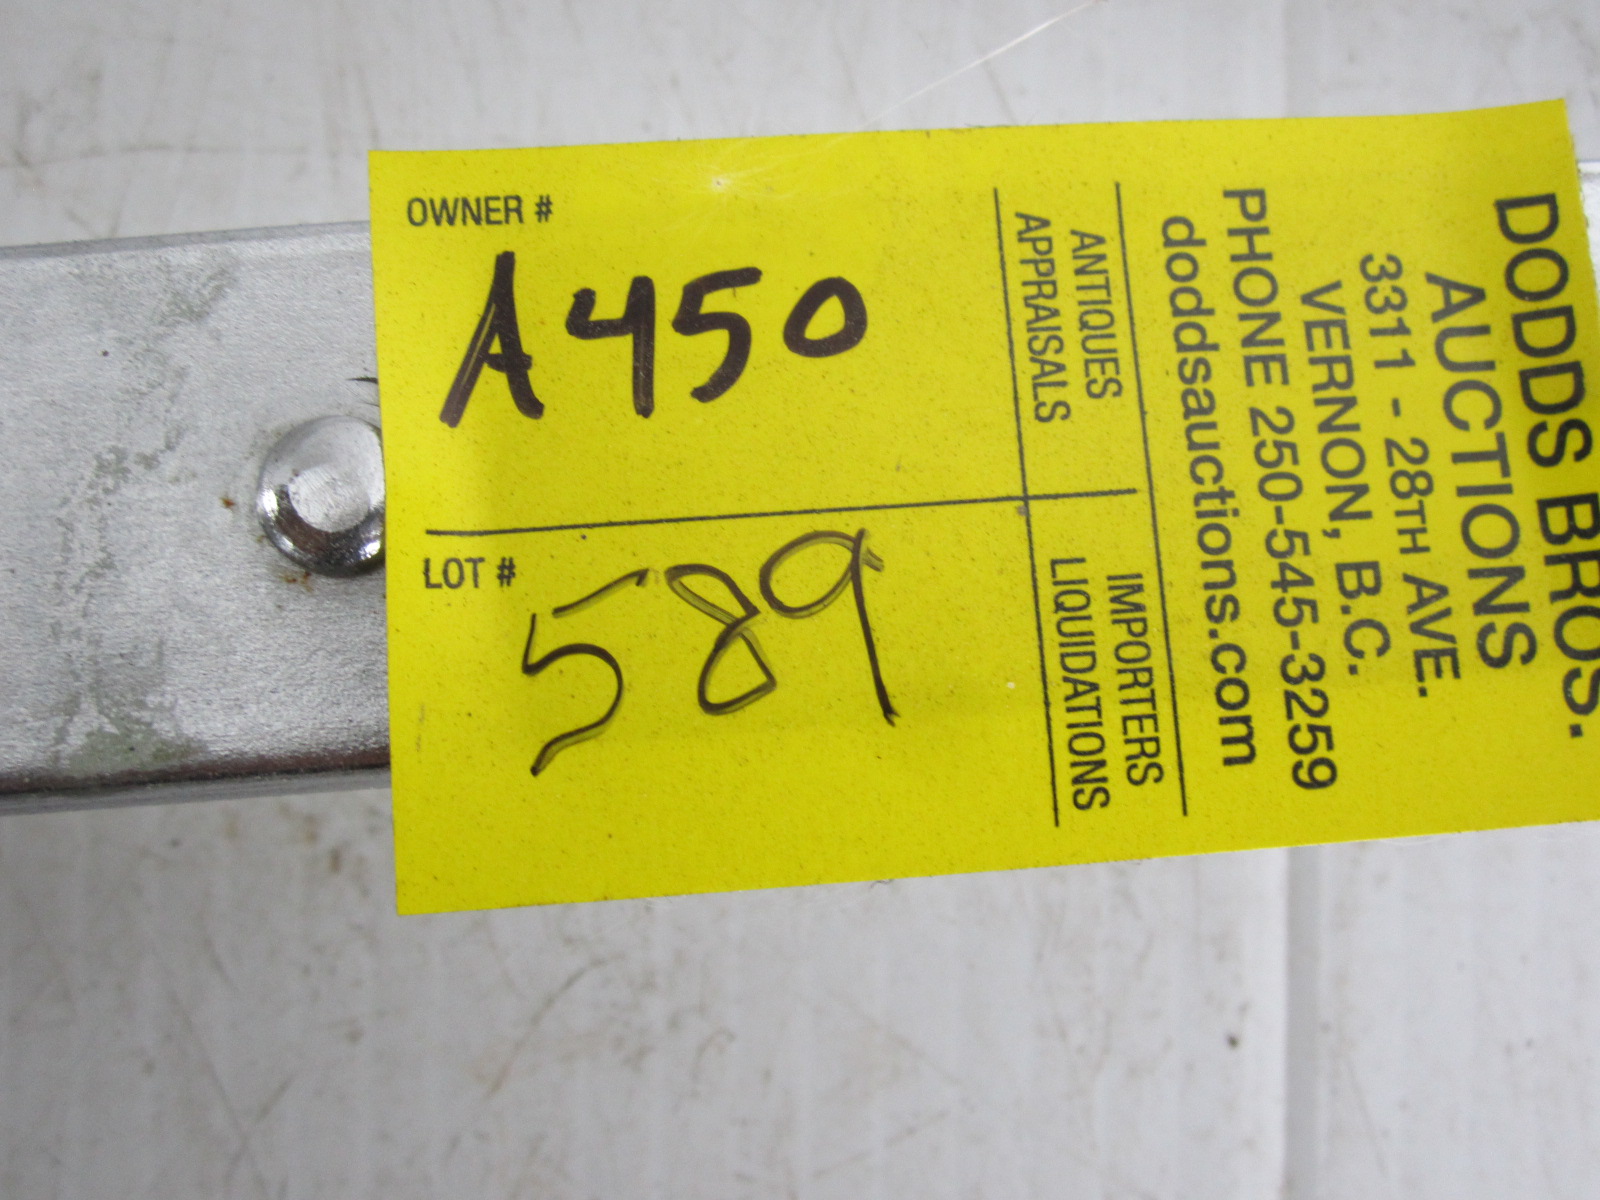 OWNER #
A450
LOT #
589
ANTIQUES
APPRAISALS
IMPORTERS
LIQUIDATIONS
DODDS BROS.
AUCTIONS
3311 - 28TH AVE.
VERNON, B.C.
PHONE 250-545-3259
doddsauctions.com